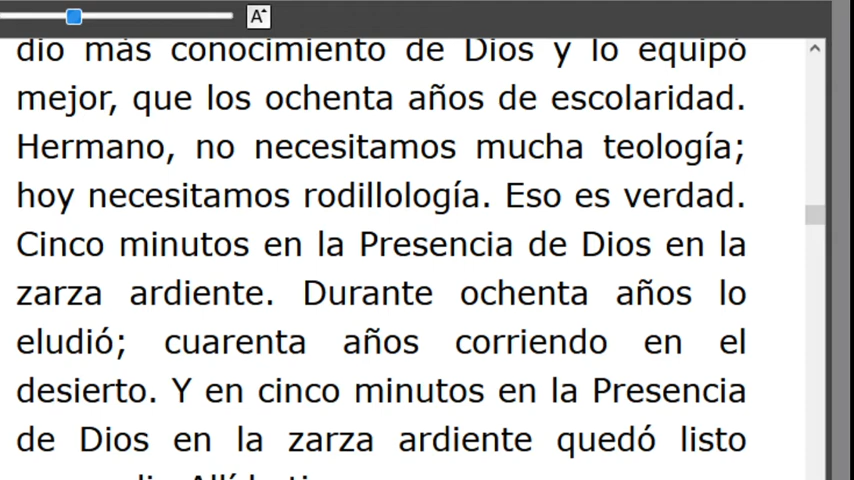 A
dio más conocimiento de Dios y lo equipó
mejor, que los ochenta años de escolaridad.
Hermano, no necesitamos mucha teología;
hoy necesitamos rodillología. Eso es verdad.
Cinco minutos en la Presencia de Dios en la
zarza ardiente. Durante ochenta años lo
eludió; cuarenta años corriendo en el
desierto. Y en cinco minutos en la Presencia
de Dios en la zarza ardiente quedó listo